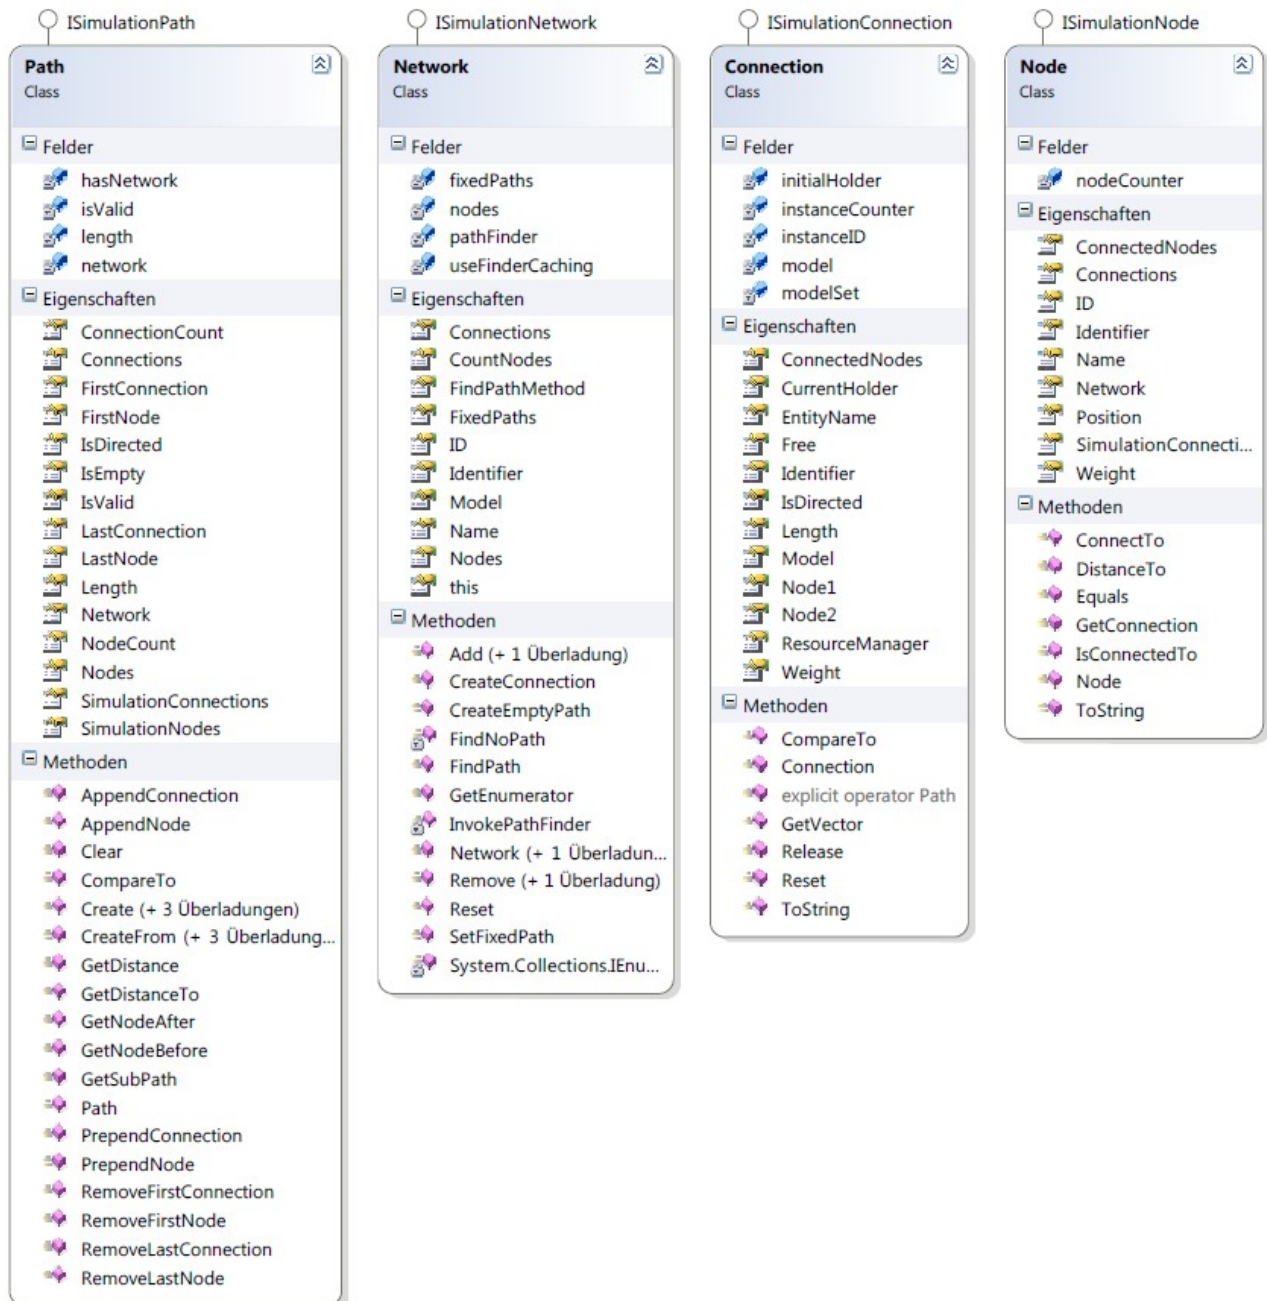 ISimulationPath
Path
Class
Felder
hasNetwork
isValid
length
network
Eigenschaften
ConnectionCount
Connections
FirstConnection
FirstNode
IsDirected
IsEmpty
IsValid
LastConnection
LastNode
Length
Network
NodeCount
Nodes
SimulationConnections
SimulationNodes
Methoden
AppendConnection
AppendNode
Clear
CompareTo
Create (+ 3 Überladungen)
CreateFrom (+ 3 Überladung...
GetDistance
GetDistanceTo
GetNodeAfter
GetNodeBefore
GetSubPath
Path
PrependConnection
PrependNode
RemoveFirstConnection
RemoveFirstNode
RemoveLastConnection
RemoveLastNode
ISimulationNetwork
Network
Class
Felder
fixedPaths
nodes
pathFinder
useFinderCaching
Eigenschaften
Connections
CountNodes
FindPathMethod
FixedPaths
ID
Identifier
Model
Name
Nodes
this
Methoden
Add (+ 1 Überladung)
CreateConnection
CreateEmptyPath
FindNoPath
FindPath
GetEnumerator
InvokePathFinder
Network (+ 1 Überladun...
Remove (+ 1 Überladung)
Reset
SetFixedPath
System.Collections.IEnu...
ISimulationConnection
Connection
Class
Felder
initialHolder
instanceCounter
instanceID
model
modelSet
Eigenschaften
ConnectedNodes
CurrentHolder
EntityName
Free
Identifier
IsDirected
Length
Model
Node1
Node2
ResourceManager
Weight
Methoden
CompareTo
Connection
explicit operator Path
GetVector
Release
Reset
ToString
ISimulationNode
Node
Class
Felder
nodeCounter
Eigenschaften
ConnectedNodes
Connections
ID
Identifier
Name
Network
Position
SimulationConnecti...
Weight
Methoden
ConnectTo
DistanceTo
Equals
GetConnection
IsConnectedTo
Node
ToString